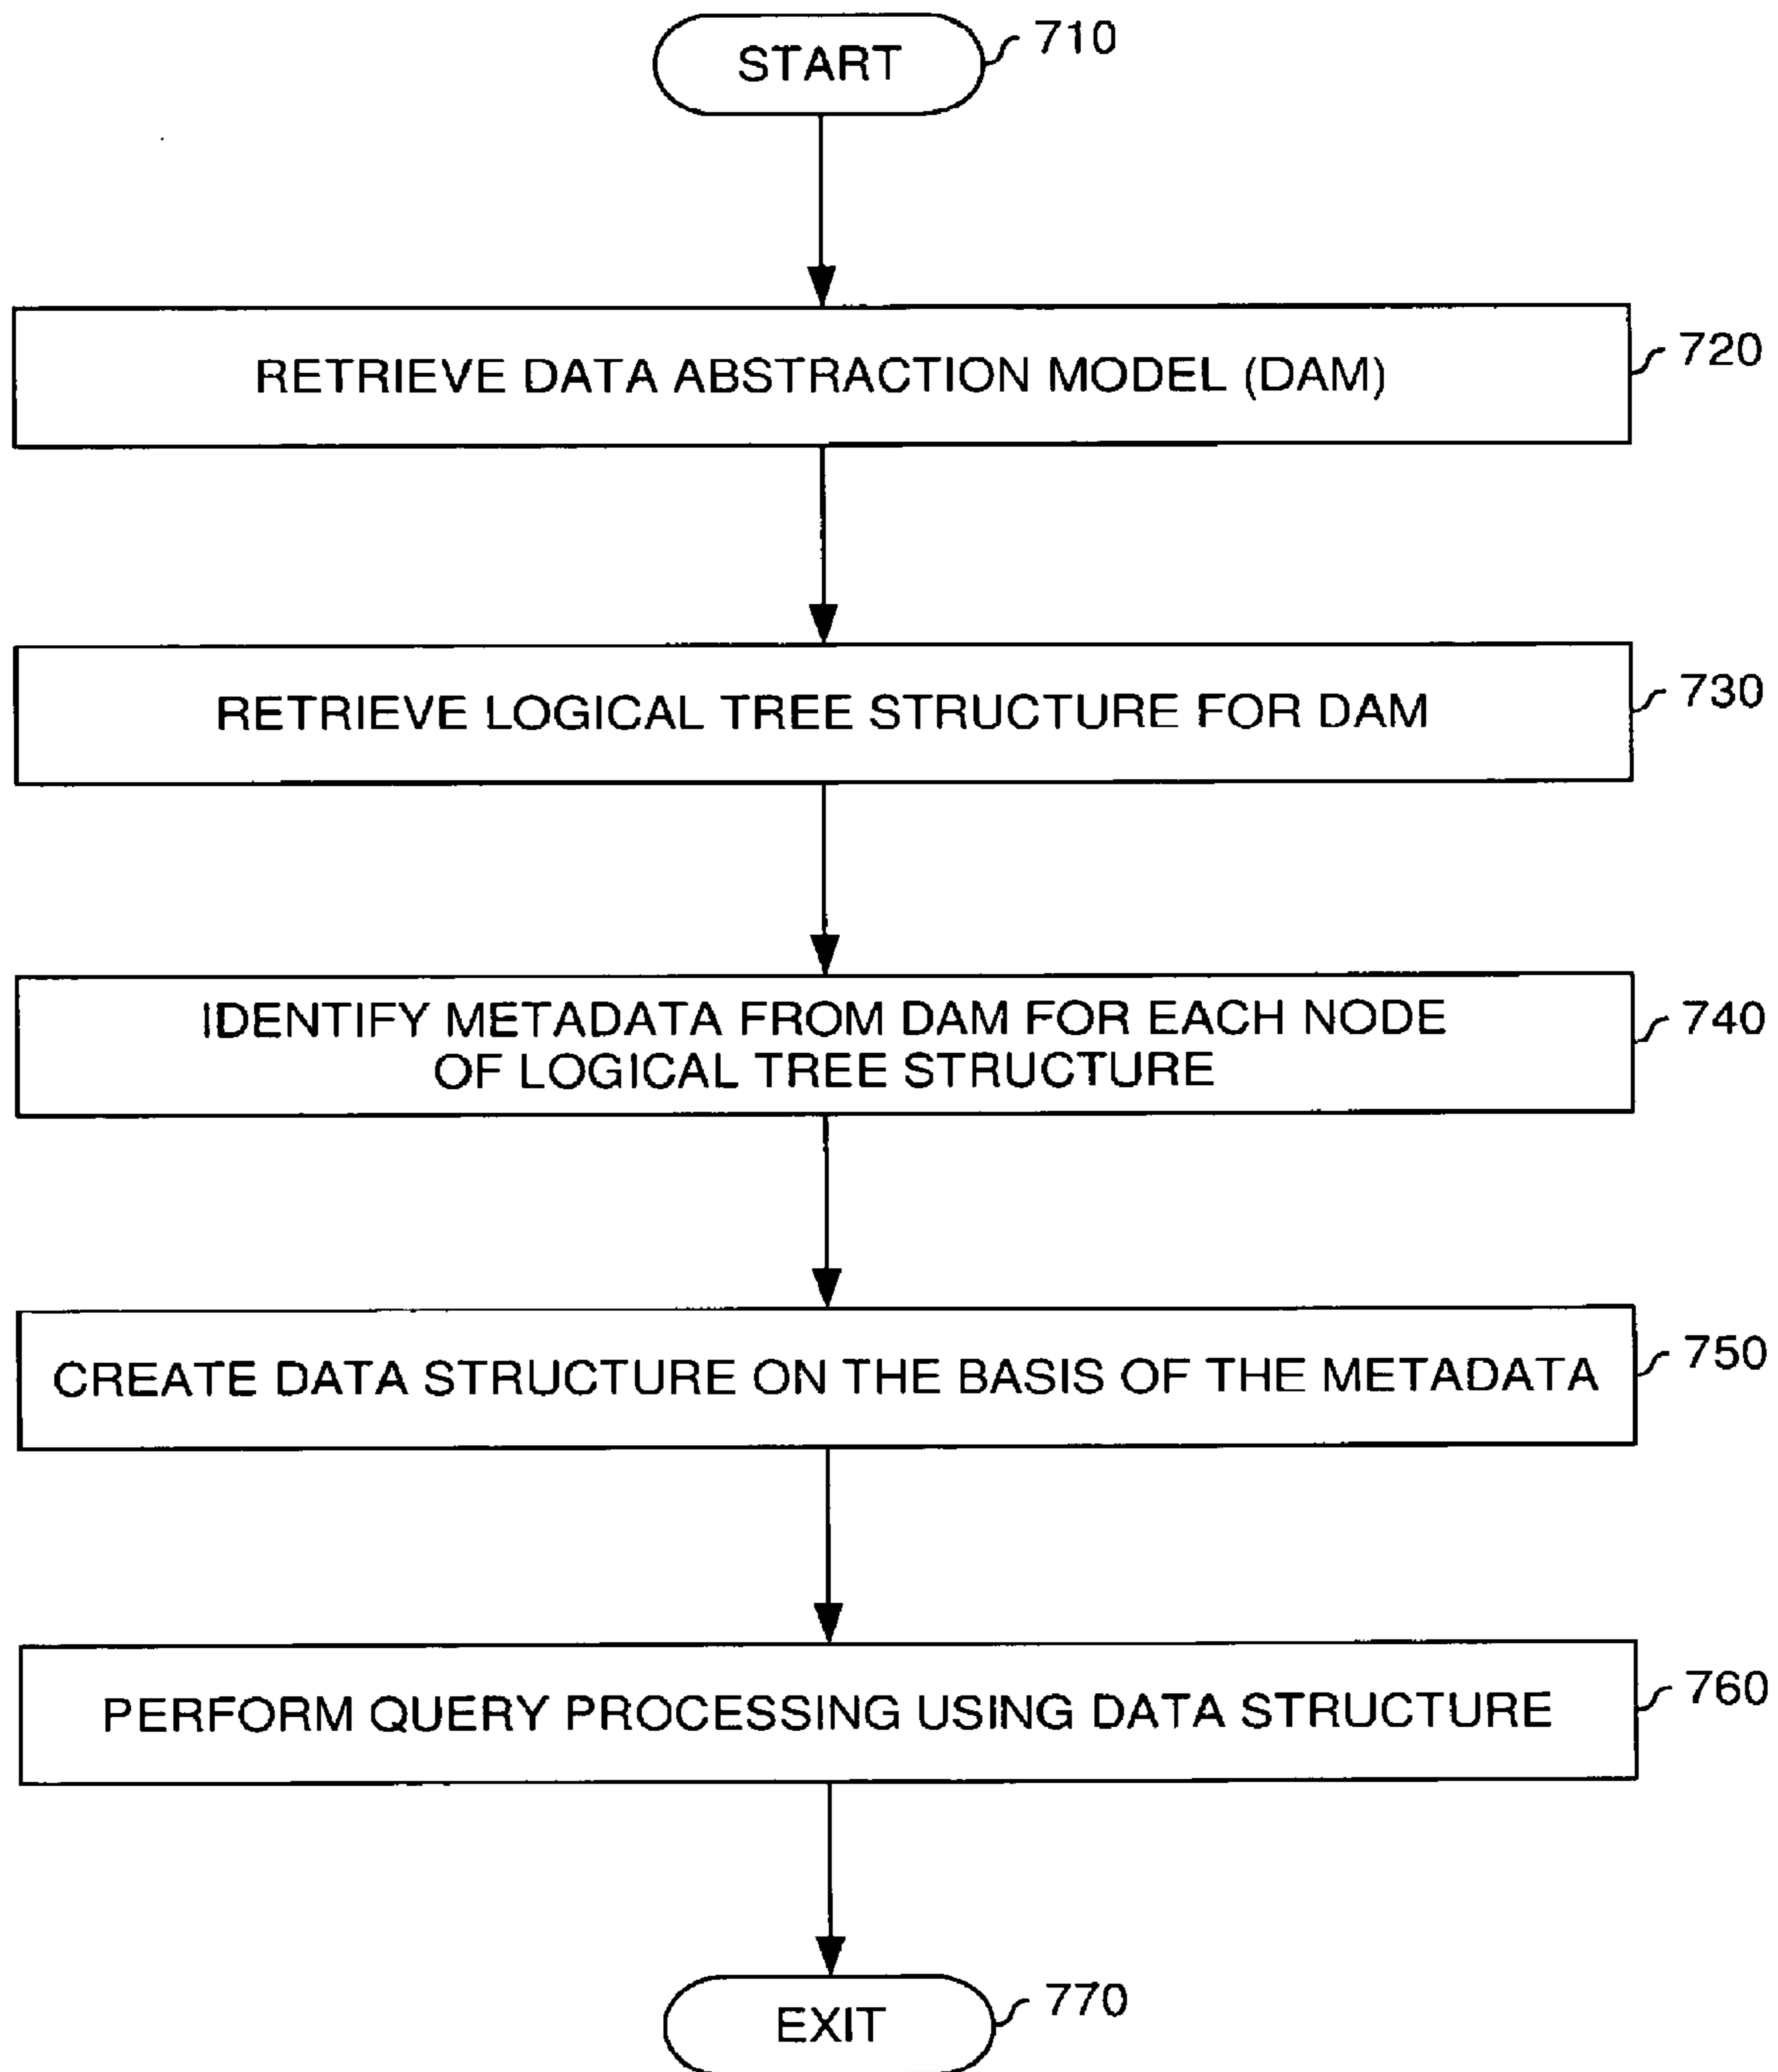 START
710
RETRIEVE DATA ABSTRACTION MODEL (DAM)
720
RETRIEVE LOGICAL TREE STRUCTURE FOR DAM
730
IDENTIFY METADATA FROM DAM FOR EACH NODE
OF LOGICAL TREE STRUCTURE
740
CREATE DATA STRUCTURE ON THE BASIS OF THE METADATA
750
PERFORM QUERY PROCESSING USING DATA STRUCTURE
760
EXIT
770